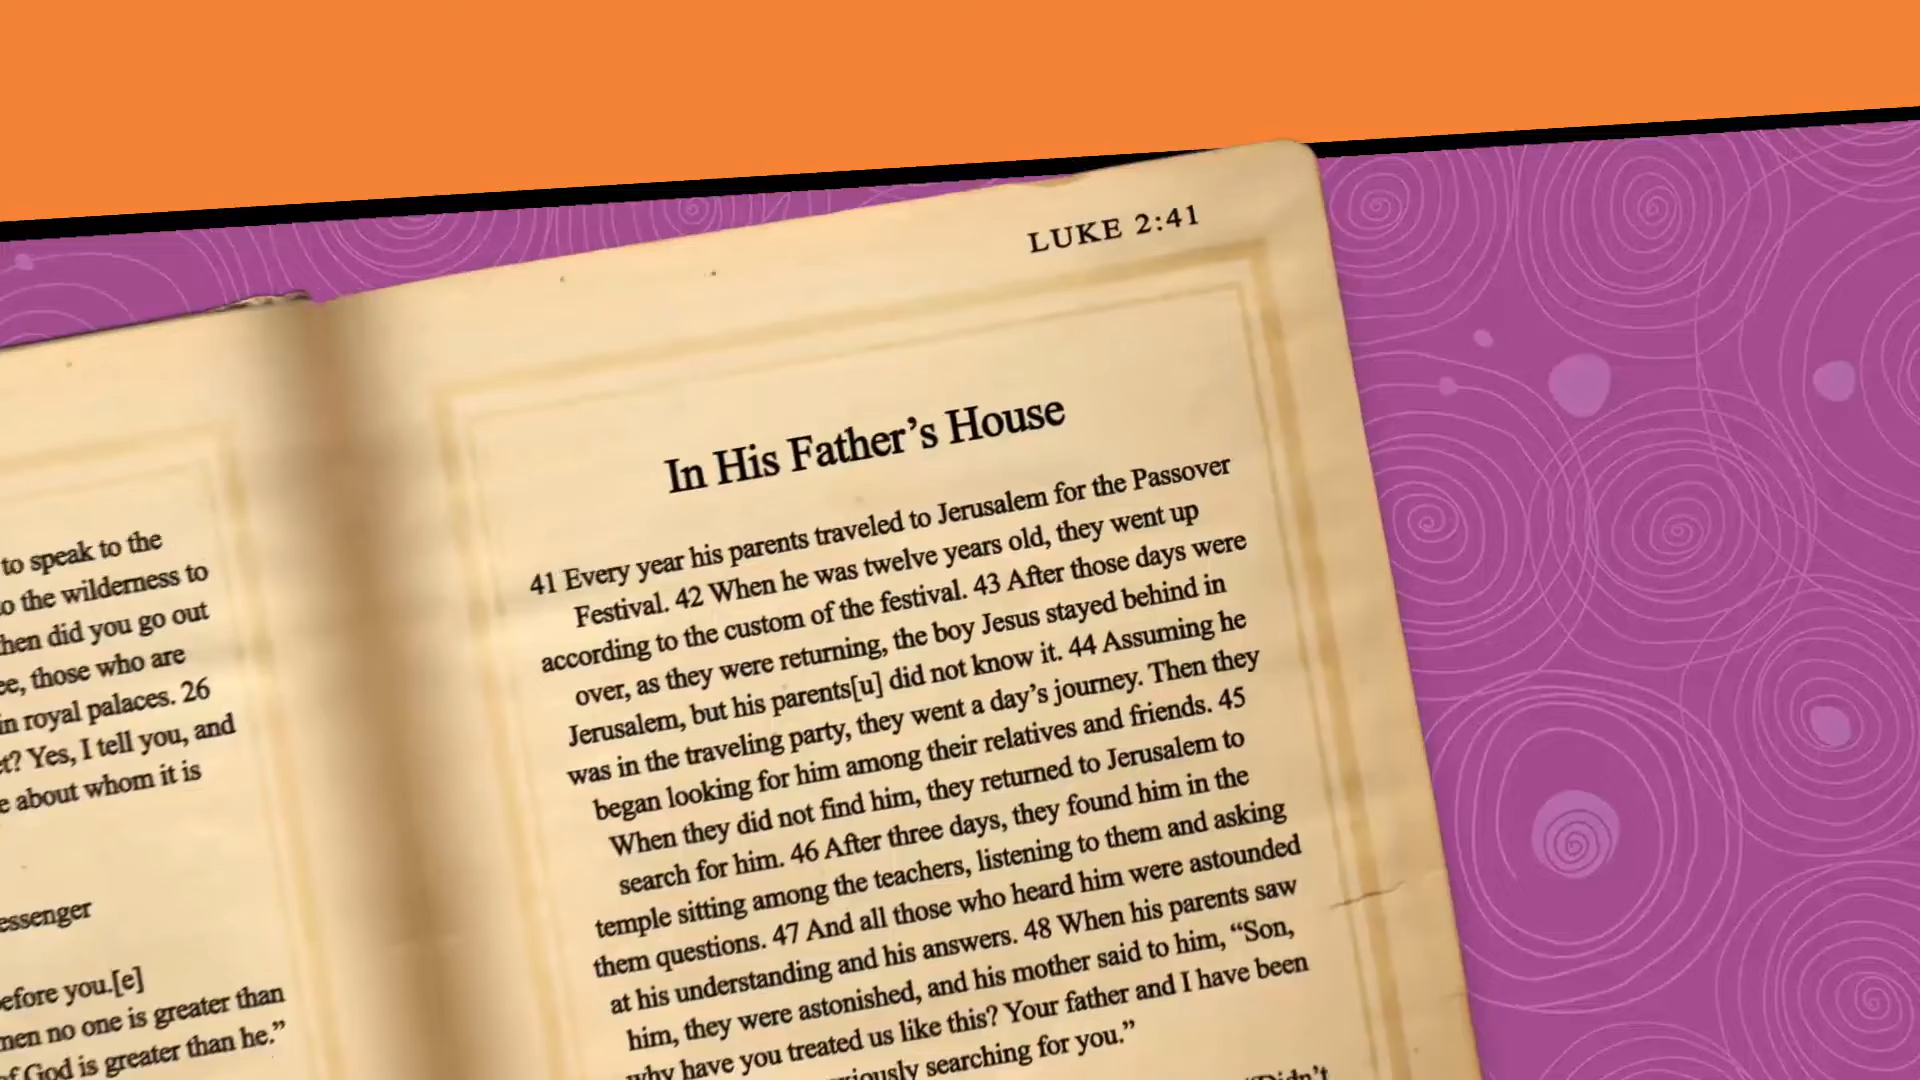 to speak to the
the wilderness to
then did you go out
those who are
in royal palaces. 26
Yes, I tell you, and
about whom it is
before you.[e]
no one is greater than
God is greater than he.”
LUKE 2:41
In His Father’s House
41 Every year his parents traveled to Jerusalem for the Passover
Festival. 42 When he was twelve years old, they went up
according to the custom of the festival. 43 After those days were
over, as they were returning, the boy Jesus stayed behind in
Jerusalem, but his parents[u] did not know it. 44 Assuming he
was in the traveling party, they went a day’s journey. Then they
began looking for him among their relatives and friends. 45
When they did not find him, they returned to Jerusalem to
search for him. 46 After three days, they found him in the
temple sitting among the teachers, listening to them and asking
them questions. 47 And all those who heard him were astounded
at his understanding and his answers. 48 When his parents saw
him, they were astonished, and his mother said to him, “Son,
why have you treated us like this? Your father and I have been
searching for you.”
“Didn’t